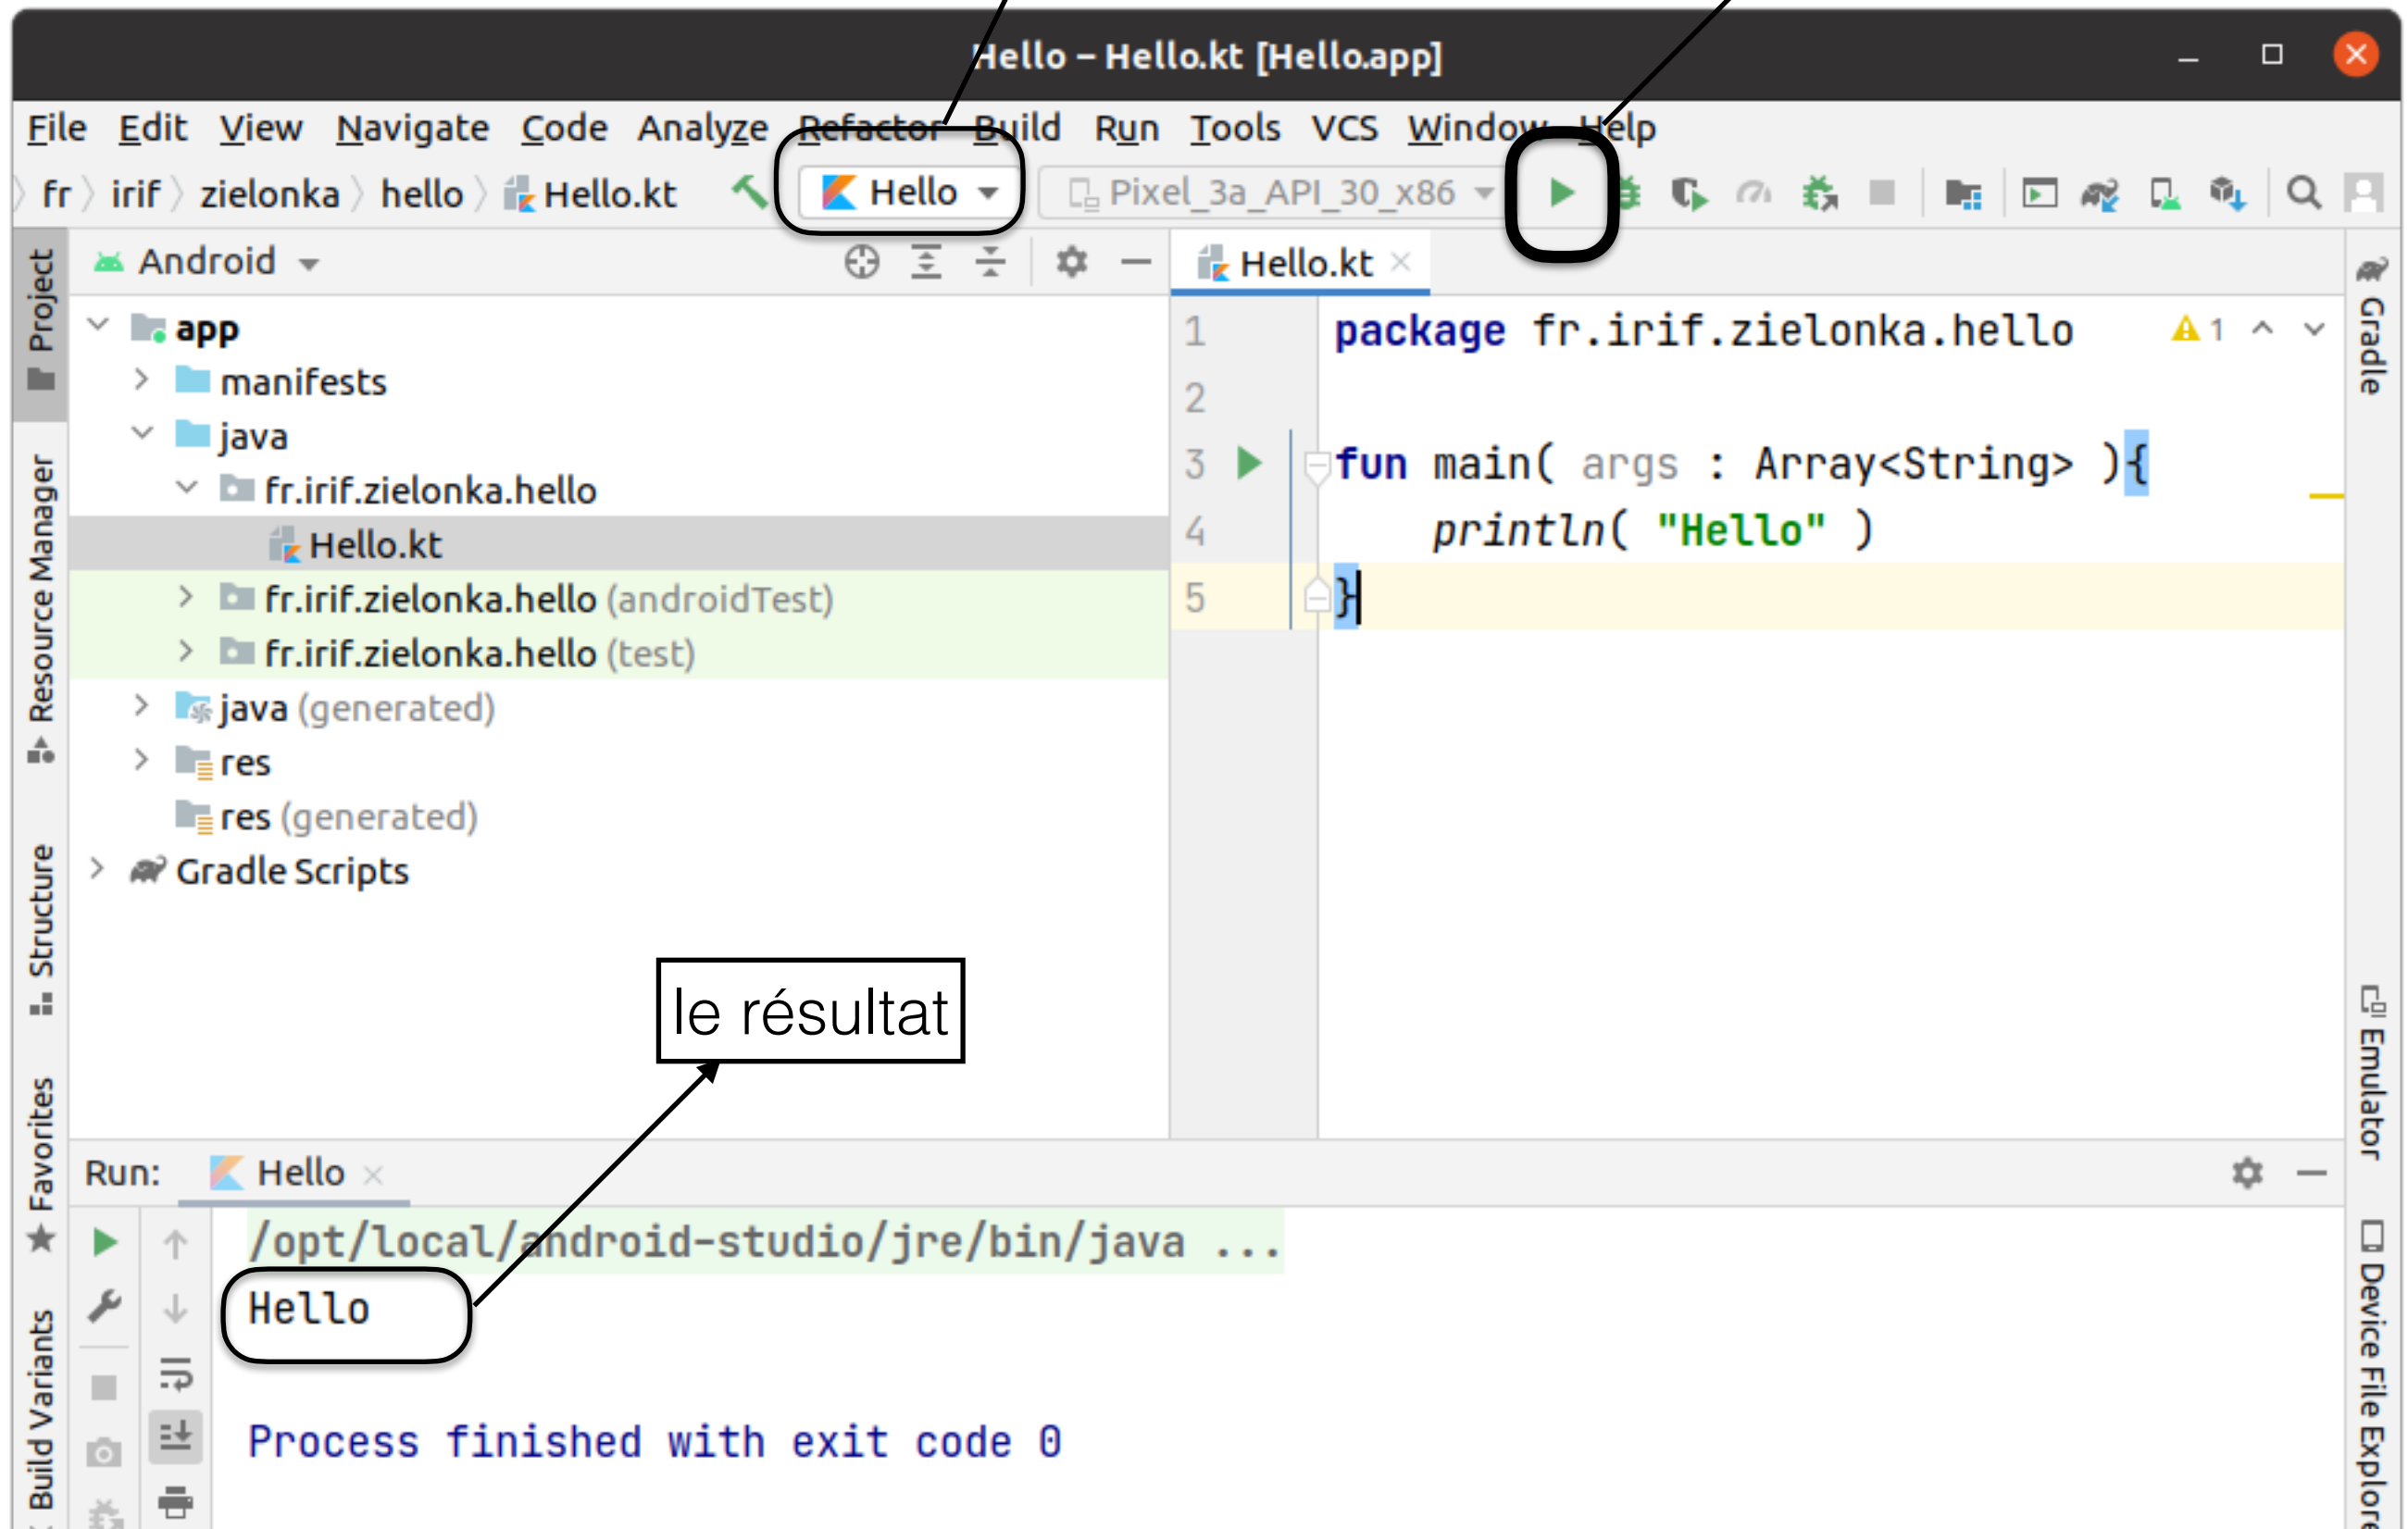 Hello – Hello.kt [Hello.app]
File Edit View Navigate Code Analyze Refactor Build Run Tools VCS Window Help
fr irif zielonka hello Hello.kt Hello Pixel_3a_API_30_x86
Project
Resource Manager
Structure
Favorites
Build Variants
Android
app
manifests
java
fr.irif.zielonka.hello
Hello.kt
fr.irif.zielonka.hello (androidTest)
fr.irif.zielonka.hello (test)
java (generated)
res
res (generated)
Gradle Scripts
le résultat
Hello.kt
1 package fr.irif.zielonka.hello 1
2
3 fun main( args : Array<String> ){
4 println( "Hello" )
5 }
Gradle
Emulator
Device File Explore
Run: Hello
/opt/local/android-studio/jre/bin/java ...
Hello
Process finished with exit code 0